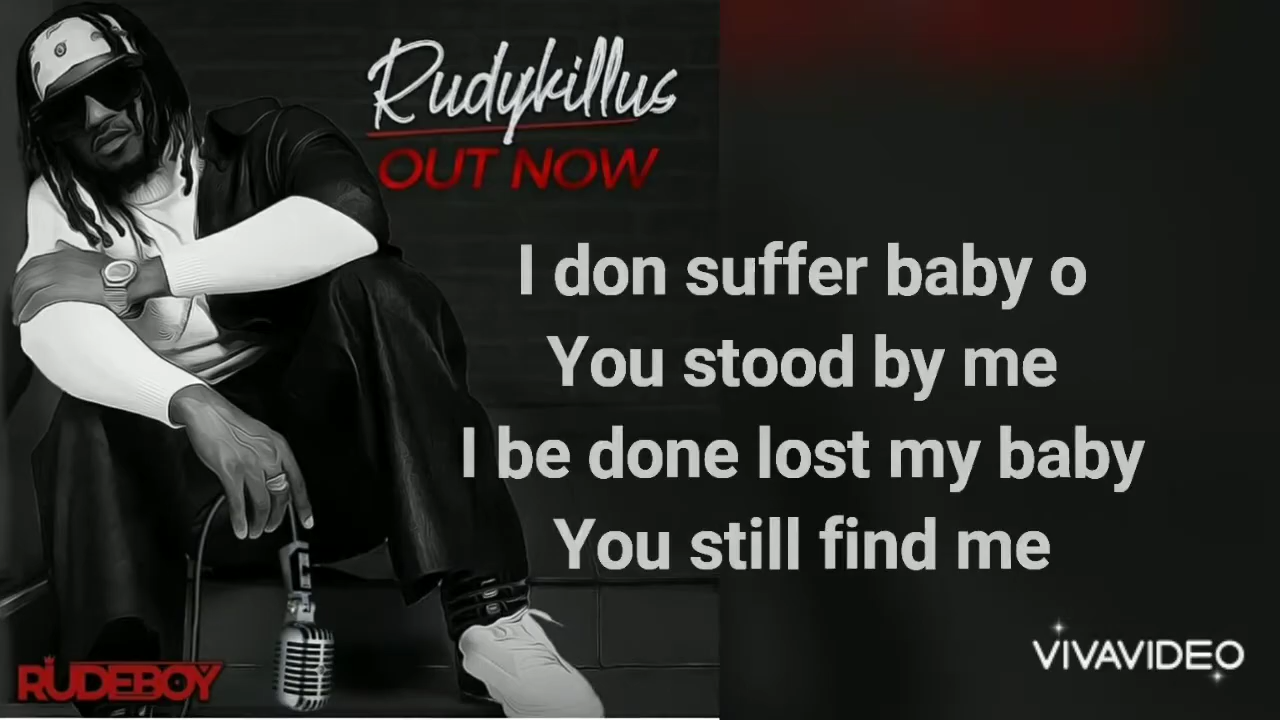 Rudykillus
OUT NOW
I don suffer baby o
You stood by me
I be done lost my baby
You still find me
RUDEBOY
VIVAVIDEO